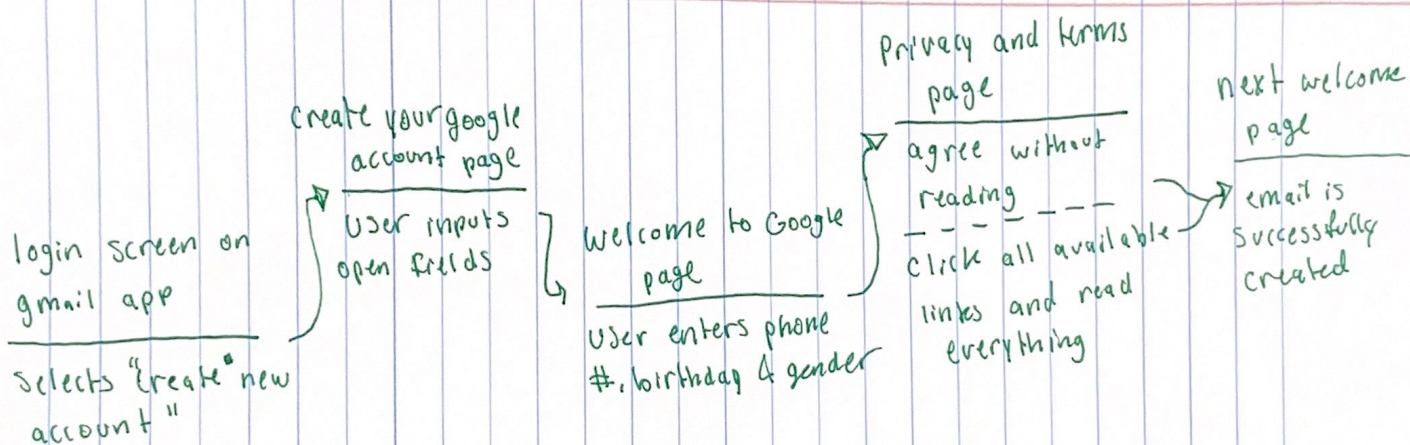 login screen on
gmail app
selects "create" new
account"
create your google
account page
User inputs
open fields
Welcome to Google
page
User enters phone
#, birthday & gender
Privacy and terms
page
agree without
reading
click all available
links and read
everything
next welcome
page
email is
successfully
created